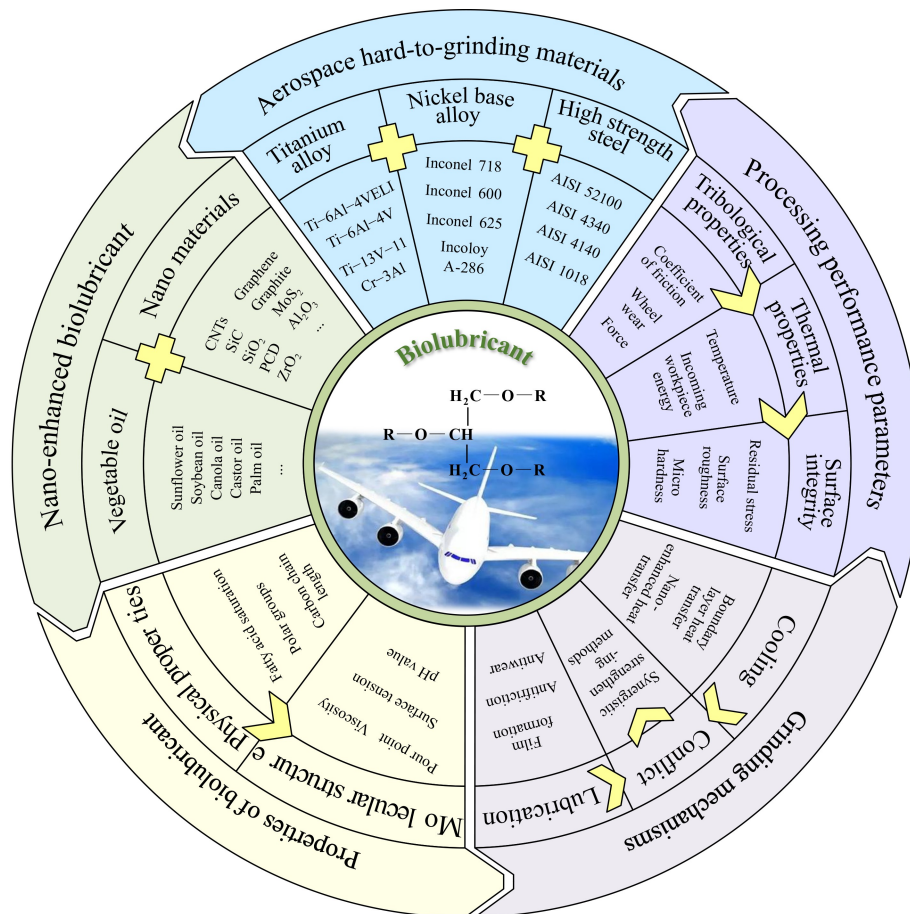 Aerospace hard-to-grinding materials
Titanium
alloy
Nickel base
alloy
High strength
steel
Ti–6Al–4VELI
Ti–6Al–4V
Ti–13V–11
Cr–3Al
Inconel 718
Inconel 600
Inconel 625
Incoloy
A-286
AISI 52100
AISI 4340
AISI 4140
AISI 1018
Processing performance parameters
Tribological
properties
Thermal
properties
Surface
integrity
Coefficient
of friction
Wheel
wear
Force
Temperature
Incoming
workpiece
energy
Residual stress
Surface
roughness
Micro
hardness
Grinding mechanisms
Cooling
Conflict
Lubrication
Boundary
layer heat
transfer
Nano-
enhanced heat
transfer
Synergistic
strengthen
-ing
methods
Film
formation
Antifriction
Antiwear
Properties of biolubricant
Mo lecular structur e
Physical proper ties
Pour point
Viscosity
Surface tension
pH value
Carbon chain
length
Polar groups
Fatty acid saturation
Nano-enhanced biolubricant
Vegetable oil
Nano materials
Sunflower oil
Soybean oil
Canola oil
Castor oil
Palm oil
...
CNTs
SiC
SiO₂
PCD
ZrO₂
Graphene
Graphite
MoS₂
Al₂O₃
...
Biolubricant
H₂C—O—R
R—O—CH
H₂C—O—R